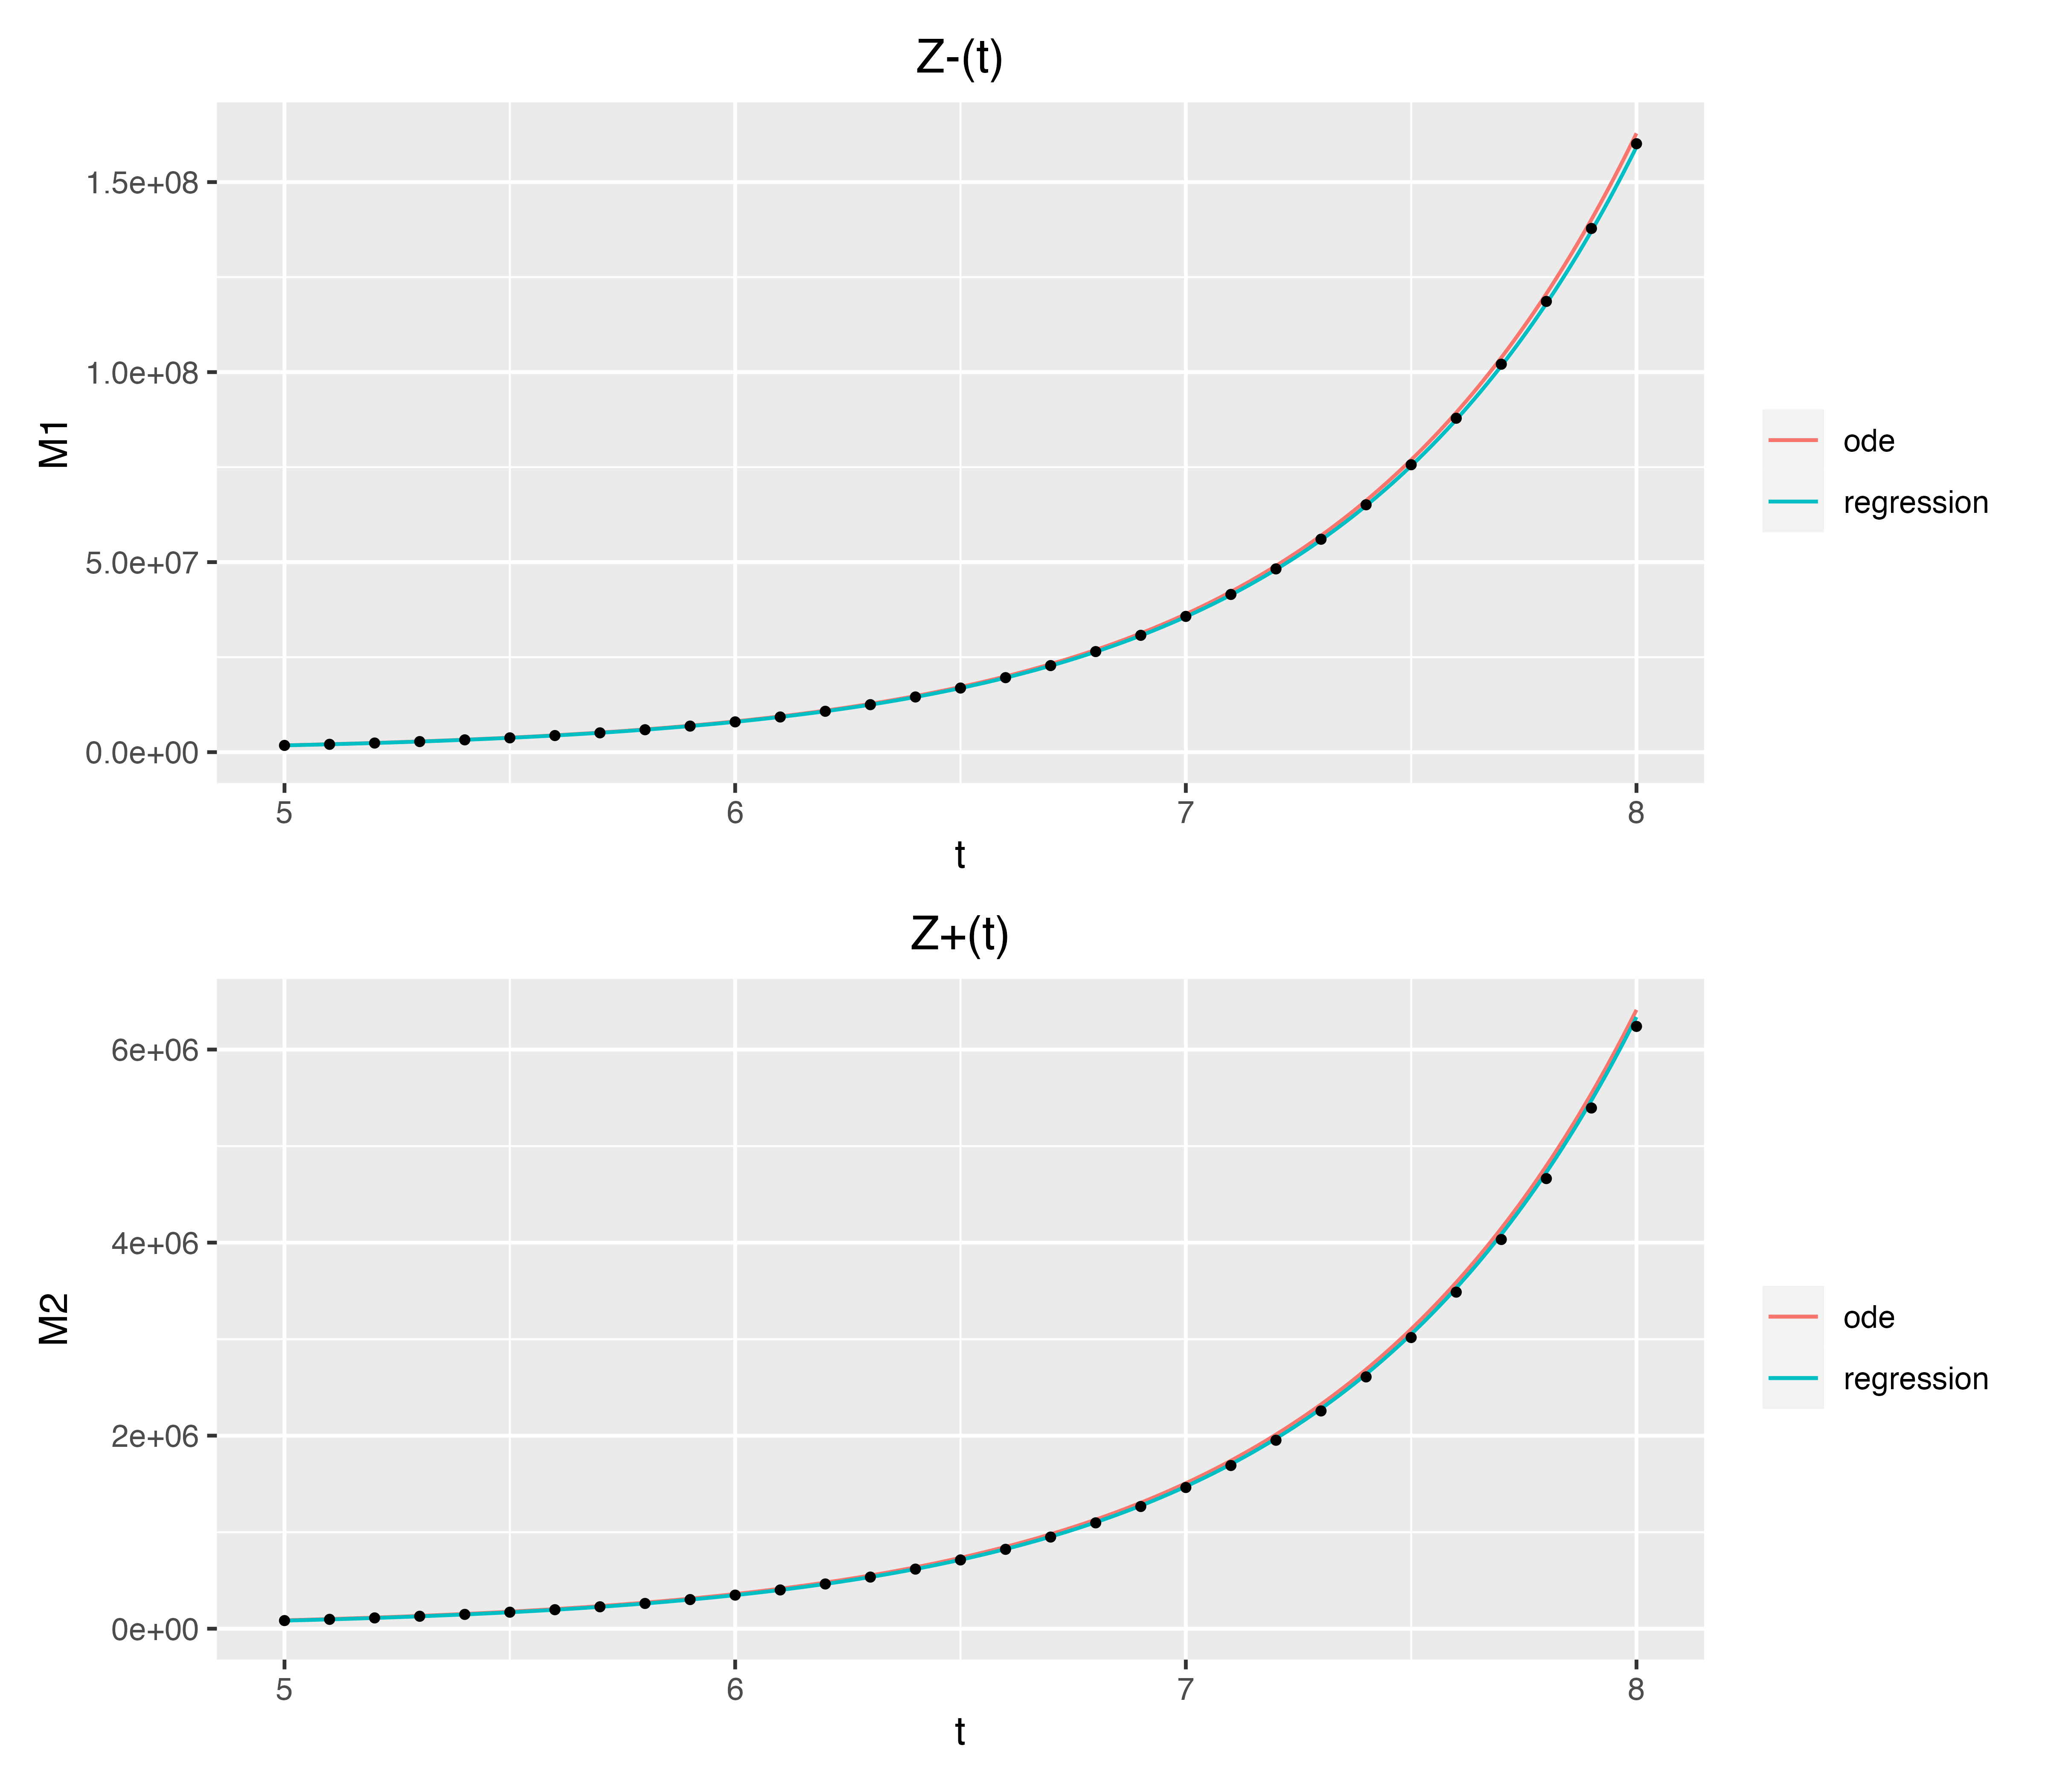 Z-(t)
M1
1.5e+08
1.0e+08
5.0e+07
0.0e+00
5 6 7 8
t
ode
regression
Z+(t)
M2
6e+06
4e+06
2e+06
0e+00
5 6 7 8
t
ode
regression